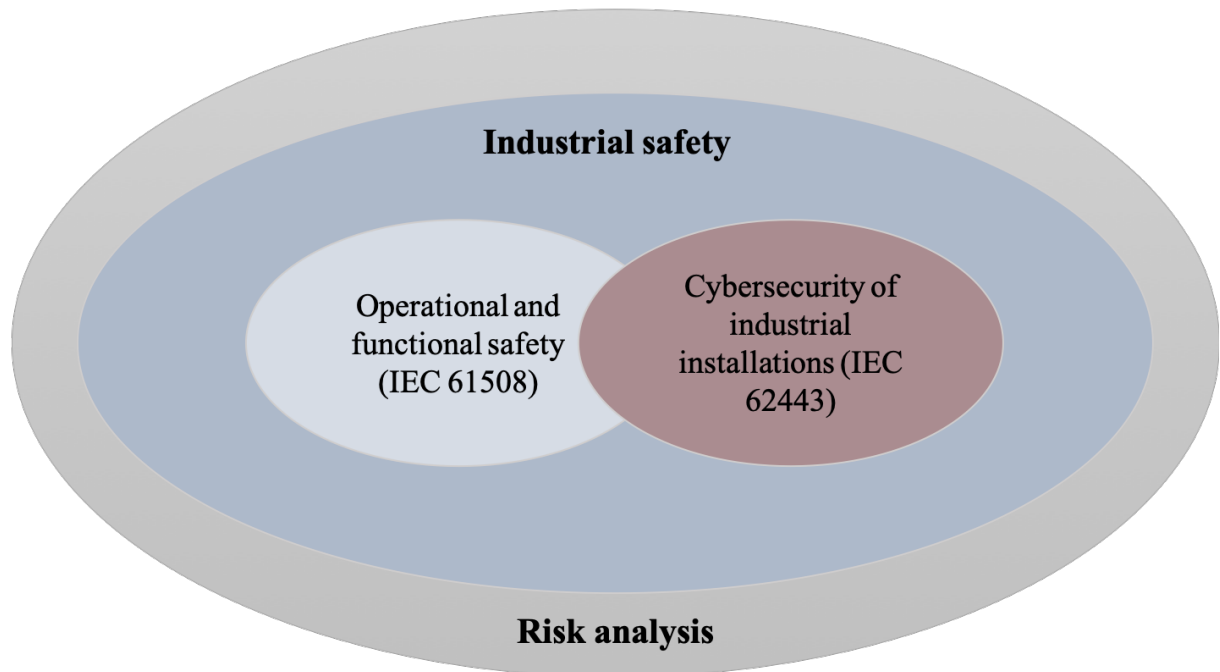 Industrial safety
Operational and
functional safety
(IEC 61508)
Cybersecurity of
industrial
installations (IEC
62443)
Risk analysis